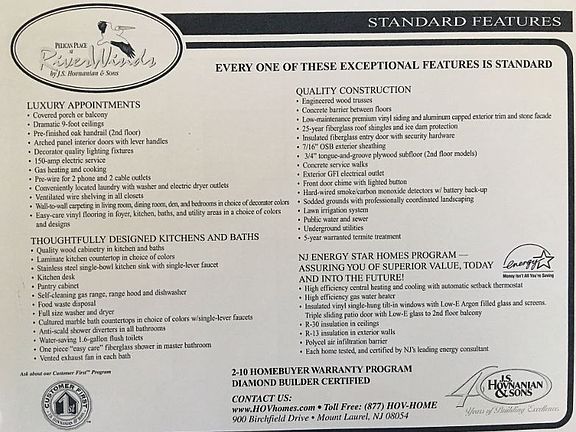 STANDARD FEATURES
PELICAN PLACE
at
RiverWinds
by J.S. Hovnanian & Sons
EVERY ONE OF THESE EXCEPTIONAL FEATURES IS STANDARD
LUXURY APPOINTMENTS
• Covered porch or balcony
• Dramatic 9-foot ceilings
• Pre-finished oak handrail (2nd floor)
• Arched panel interior doors with lever handles
• Decorator quality lighting fixtures
• 150-amp electric service
• Gas heating and cooking
• Pre-wire for 2 phone and 2 cable outlets
• Conveniently located laundry with washer and electric dryer outlets
• Ventilated wire shelving in all closets
• Wall-to-wall carpeting in living room, dining room, den, and bedrooms in choice of decorator colors
• Easy-care vinyl flooring in foyer, kitchen, baths, and utility areas in a choice of colors
and designs
THOUGHTFULLY DESIGNED KITCHENS AND BATHS
• Quality wood cabinetry in kitchen and baths
• Laminate kitchen countertop in choice of colors
• Stainless steel single-bowl kitchen sink with single-lever faucet
• Kitchen desk
• Pantry cabinet
• Self-cleaning gas range, range hood and dishwasher
• Food waste disposal
• Full size washer and dryer
• Cultured marble bath countertops in choice of colors w/single-lever faucets
• Anti-scald shower diverters in all bathrooms
• Water-saving 1.6-gallon flush toilets
• One piece "easy care" fiberglass shower in master bathroom
• Vented exhaust fan in each bath
Ask about our Customer First™ Program
CUSTOMER FIRST
QUALITY CONSTRUCTION
• Engineered wood trusses
• Concrete barrier between floors
• Low-maintenance premium vinyl siding and aluminum capped exterior trim and stone facade
• 25-year fiberglass roof shingles and ice dam protection
• Insulated fiberglass entry door with security hardware
• 7/16" OSB exterior sheathing
• 3/4" tongue-and-groove plywood subfloor (2nd floor models)
• Concrete service walks
• Exterior GFI electrical outlet
• Front door chime with lighted button
• Hard-wired smoke/carbon monoxide detectors w/ battery back-up
• Sodded grounds with professionally coordinated landscaping
• Lawn irrigation system
• Public water and sewer
• Underground utilities
• 5-year warranted termite treatment
NJ ENERGY STAR HOMES PROGRAM —
ASSURING YOU OF SUPERIOR VALUE, TODAY
AND INTO THE FUTURE!
energy
Money Isn't All You're Saving
• High efficiency central heating and cooling with automatic setback thermostat
• High efficiency gas water heater
• Insulated vinyl single-hung tilt-in windows with Low-E Argon filled glass and screens.
Triple sliding patio door with Low-E glass to 2nd floor balcony
• R-30 insulation in ceilings
• R-13 insulation in exterior walls
• Polycel air infiltration barrier
• Each home tested, and certified by NJ's leading energy consultant
2-10 HOMEBUYER WARRANTY PROGRAM
DIAMOND BUILDER CERTIFIED
CONTACT US:
www.HOVhomes.com • Toll Free: (877) HOV-HOME
900 Birchfield Drive • Mount Laurel, NJ 08054
40
J.S.
HOVNANIAN
& SONS
Years of Building Excellence